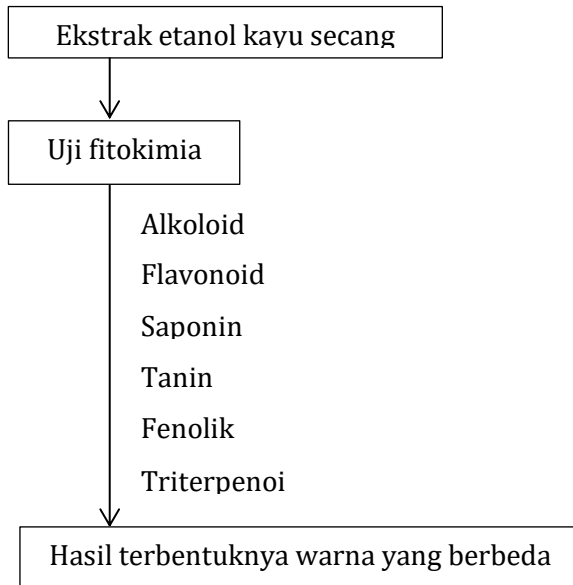 Ekstrak etanol kayu secang
Uji fitokimia
Alkoloid
Flavonoid
Saponin
Tanin
Fenolik
Triterpenoi
Hasil terbentuknya warna yang berbeda